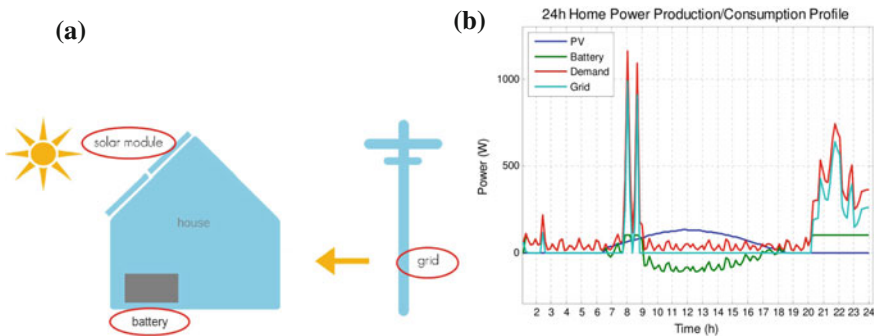 (a)
solar module
house
grid
battery
(b)
24h Home Power Production/Consumption Profile
PV
Battery
Demand
Grid
Power (W)
1000
500
0
2 3 4 5 6 7 8 9 10 11 12 13 14 15 16 17 18 19 20 21 22 23 24
Time (h)